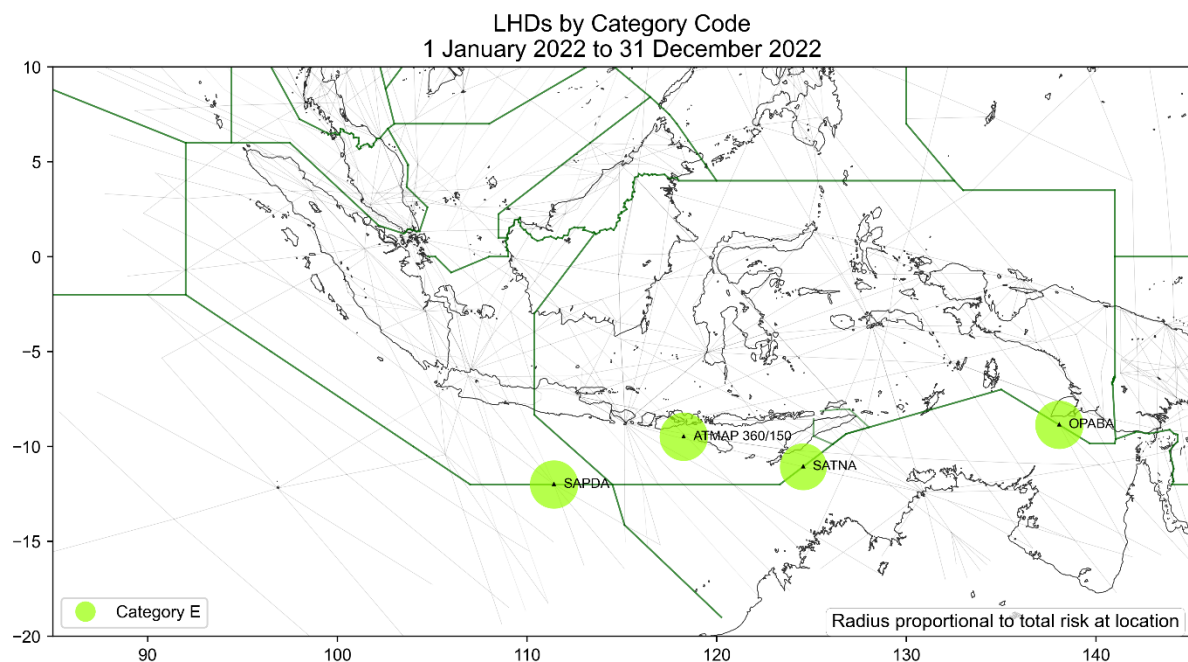 LHDs by Category Code
1 January 2022 to 31 December 2022
10
5
0
−5
−10
−15
−20
OPABA
ATMAP 360/150
SATNA
SAPDA
Category E
Radius proportional to total risk at location
90
100
110
120
130
140